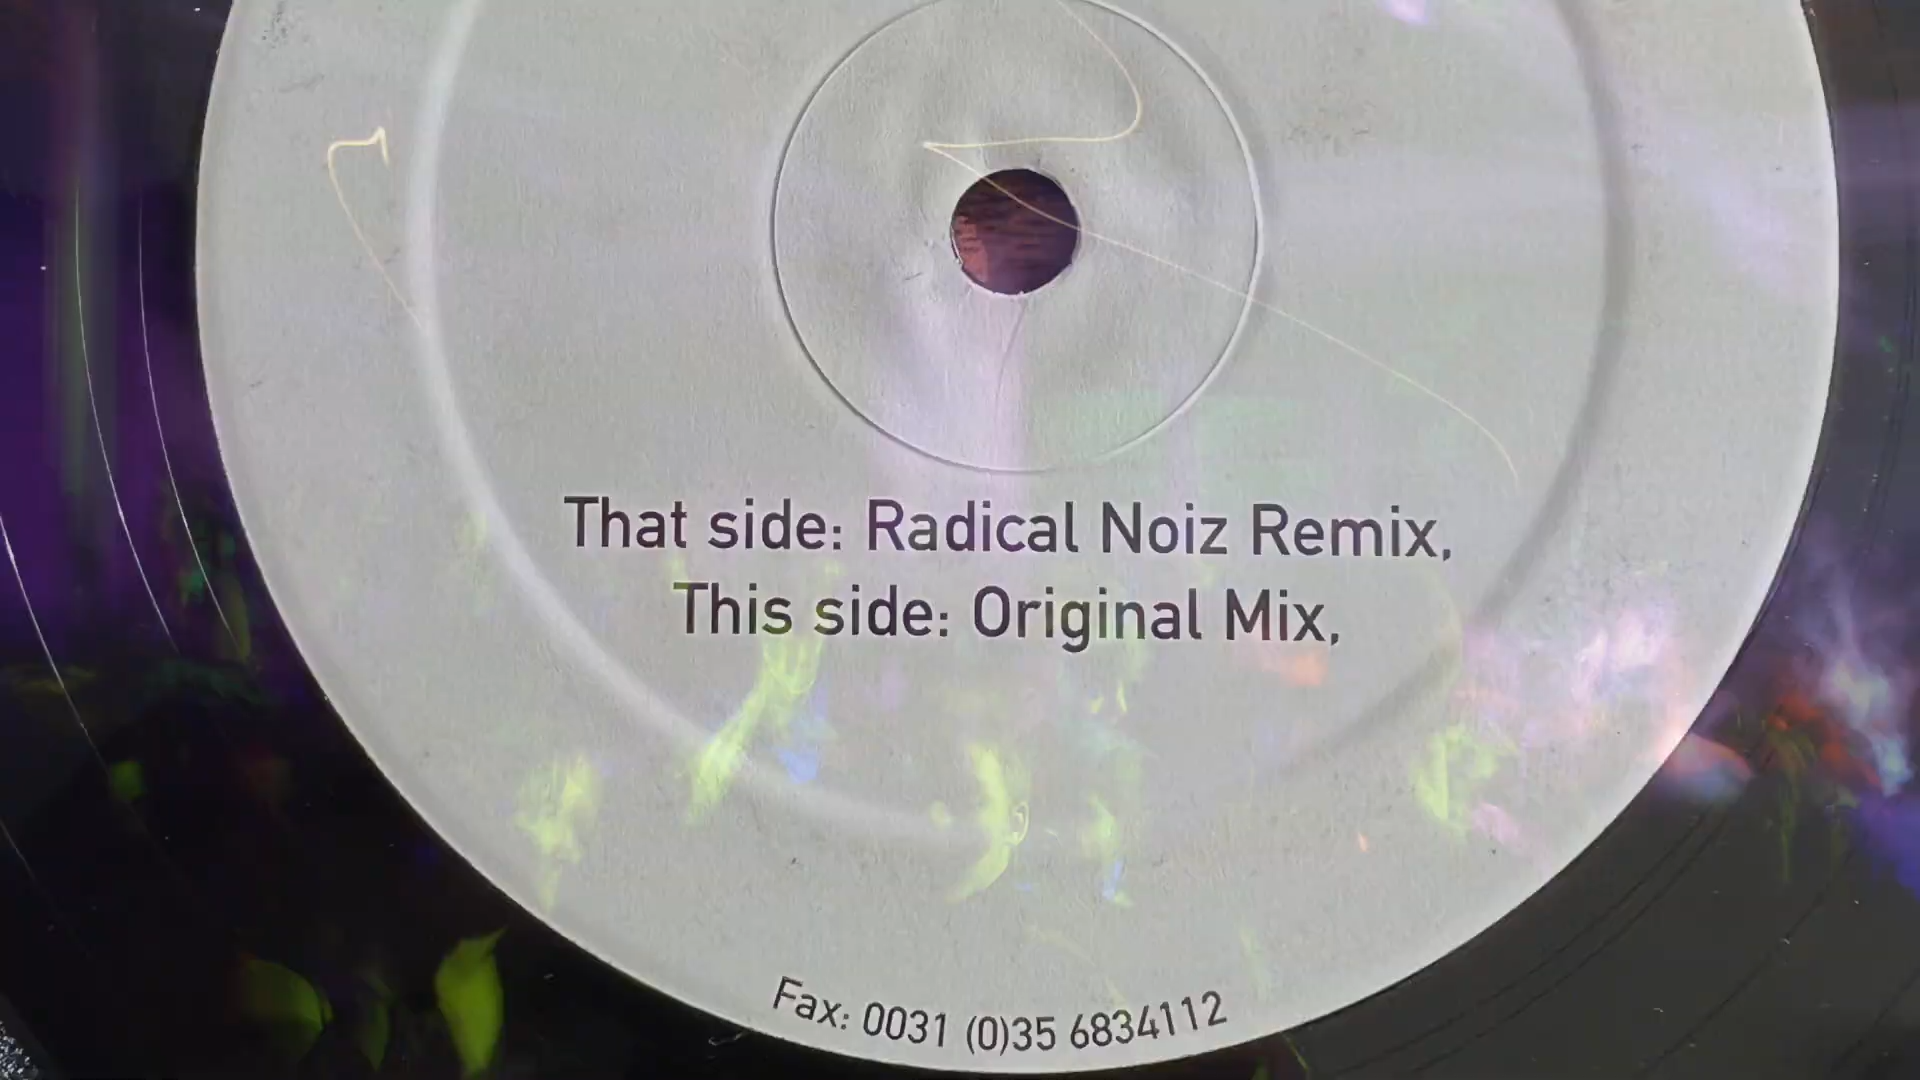 That side: Radical Noiz Remix,
This side: Original Mix,
Fax: 0031 (0)35 6834112